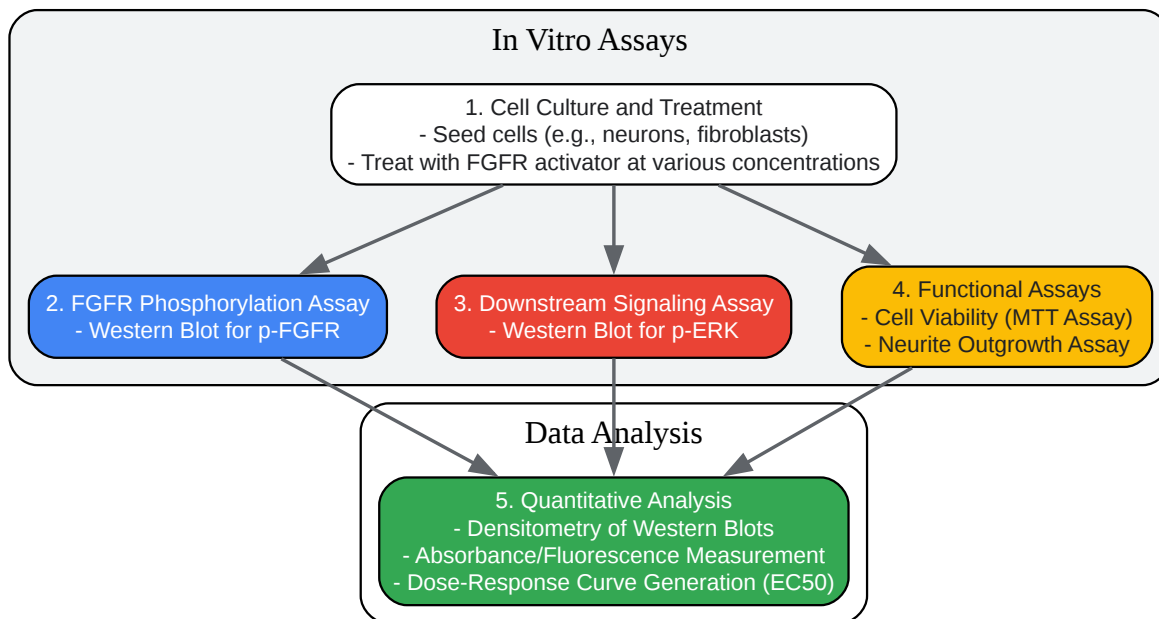 In Vitro Assays
1. Cell Culture and Treatment
- Seed cells (e.g., neurons, fibroblasts)
- Treat with FGFR activator at various concentrations
2. FGFR Phosphorylation Assay
- Western Blot for p-FGFR
3. Downstream Signaling Assay
- Western Blot for p-ERK
4. Functional Assays
- Cell Viability (MTT Assay)
- Neurite Outgrowth Assay
Data Analysis
5. Quantitative Analysis
- Densitometry of Western Blots
- Absorbance/Fluorescence Measurement
- Dose-Response Curve Generation (EC50)